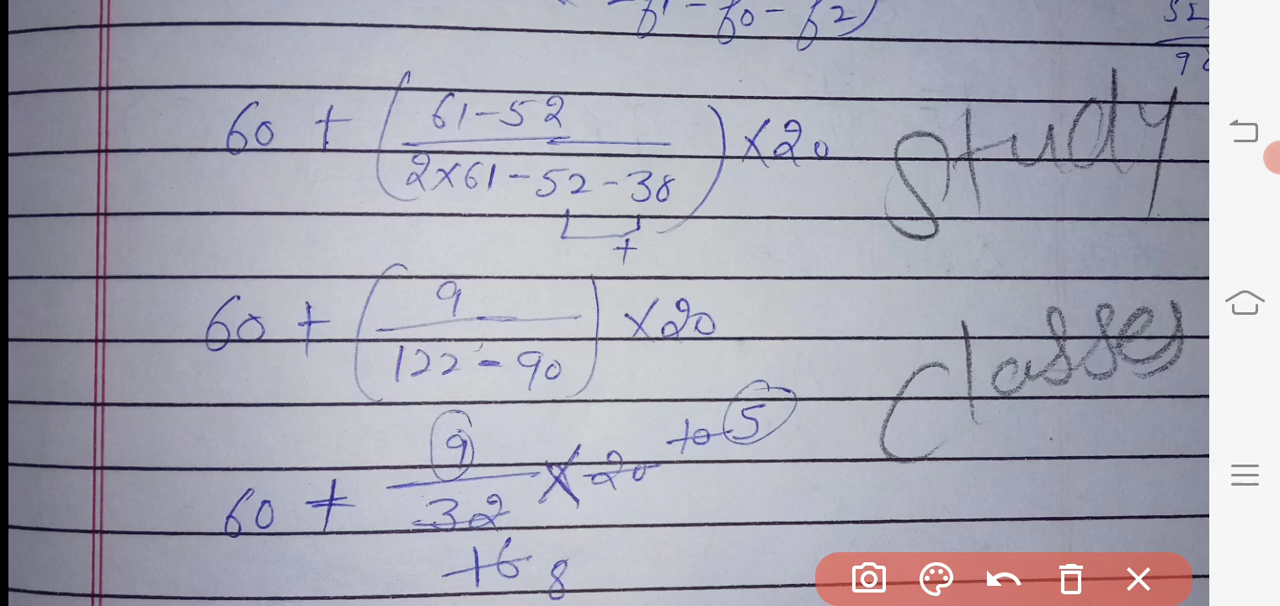 f1 - f0 - f2)
52
60 + (61-52 / 2×61-52-38) ×20
+
Study
60 + (9 / 122-90) ×20
Classes
60 + 9/32 × 20 10 5
16 8